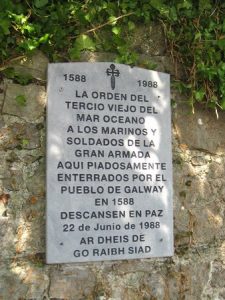 1588 1988
LA ORDEN DEL
TERCIO VIEJO DEL
MAR OCEANO
A LOS MARINOS Y
SOLDADOS DE LA
GRAN ARMADA
AQUI PIADOSAMENTE
ENTERRADOS POR EL
PUEBLO DE GALWAY
EN 1588
DESCANSEN EN PAZ
22 de Junio de 1988
AR DHEIS DE
GO RAIBH SIAD